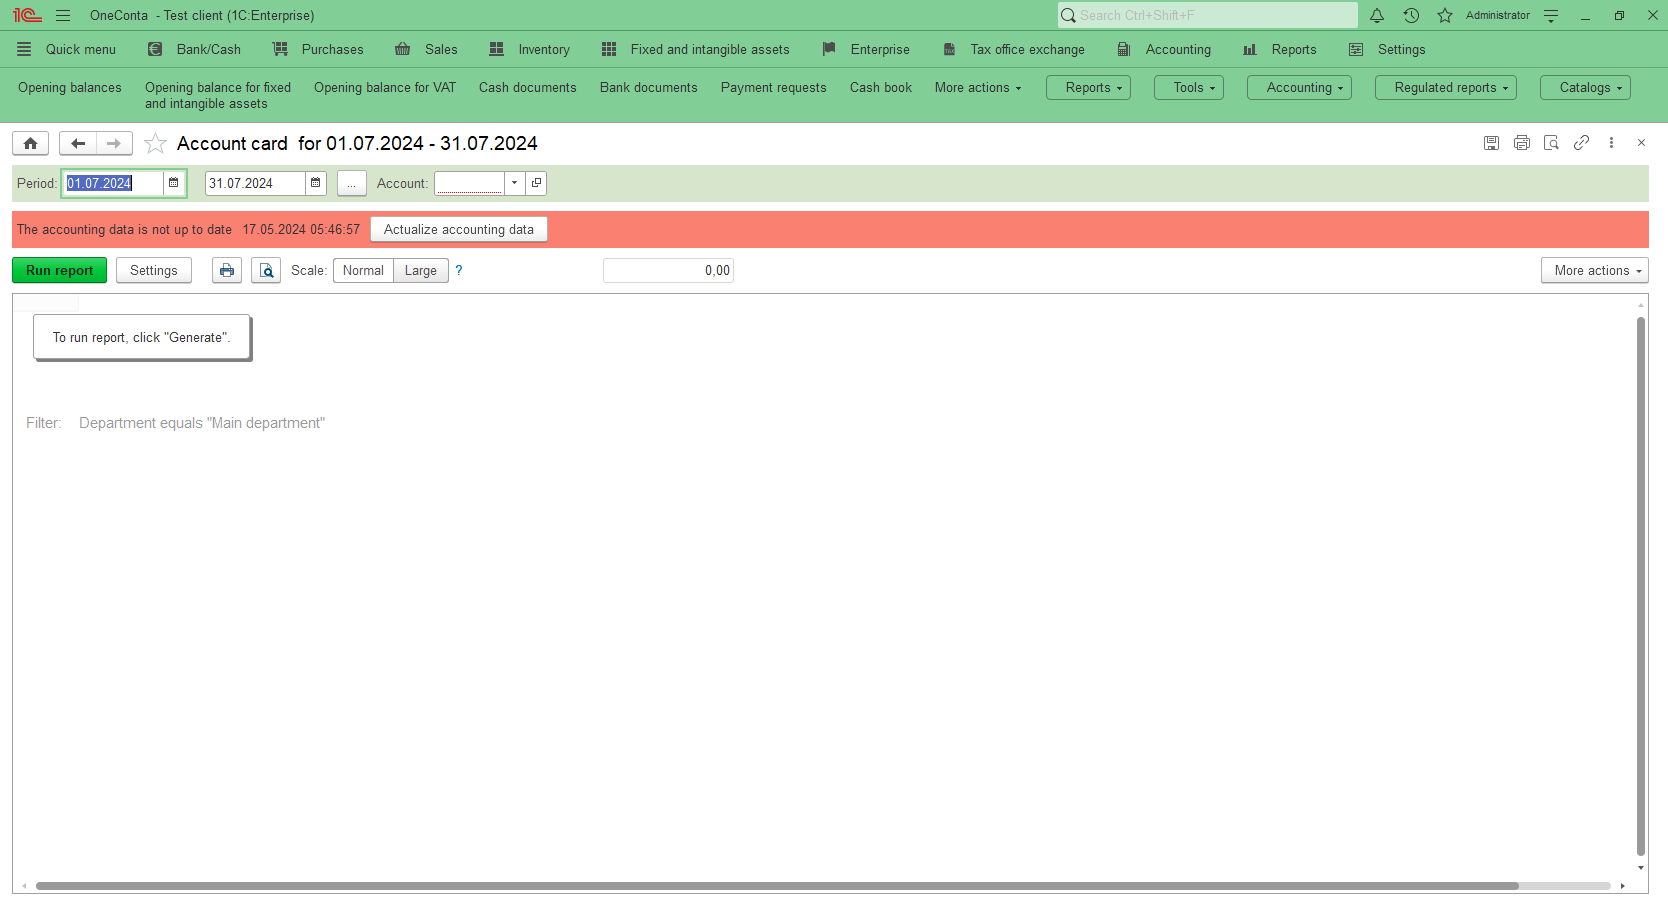 OneConta - Test client (1C:Enterprise)
Search Ctrl+Shift+F
Administrator
Quick menu
Bank/Cash
Purchases
Sales
Inventory
Fixed and intangible assets
Enterprise
Tax office exchange
Accounting
Reports
Settings
Opening balances
Opening balance for fixed
and intangible assets
Opening balance for VAT
Cash documents
Bank documents
Payment requests
Cash book
More actions
Reports
Tools
Accounting
Regulated reports
Catalogs
Account card for 01.07.2024 - 31.07.2024
Period: 01.07.2024 31.07.2024 ... Account:
The accounting data is not up to date 17.05.2024 05:46:57 Actualize accounting data
Run report Settings Scale: Normal Large ? 0,00 More actions
To run report, click "Generate".
Filter: Department equals "Main department"